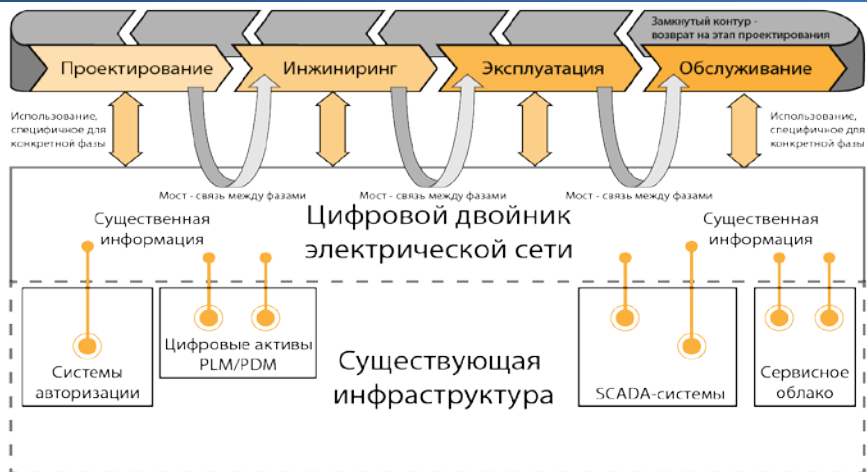 Замкнутый контур -
возврат на этап проектирования
Проектирование
Инжиниринг
Эксплуатация
Обслуживание
Использование,
специфичное для
конкретной фазы
Использование,
специфичное для
конкретной фазы
Мост - связь между фазами
Мост - связь между фазами
Мост - связь между фазами
Цифровой двойник
электрической сети
Существенная
информация
Существенная
информация
Системы
авторизации
Цифровые активы
PLM/PDM
Существующая
инфраструктура
SCADA-системы
Сервисное
облако